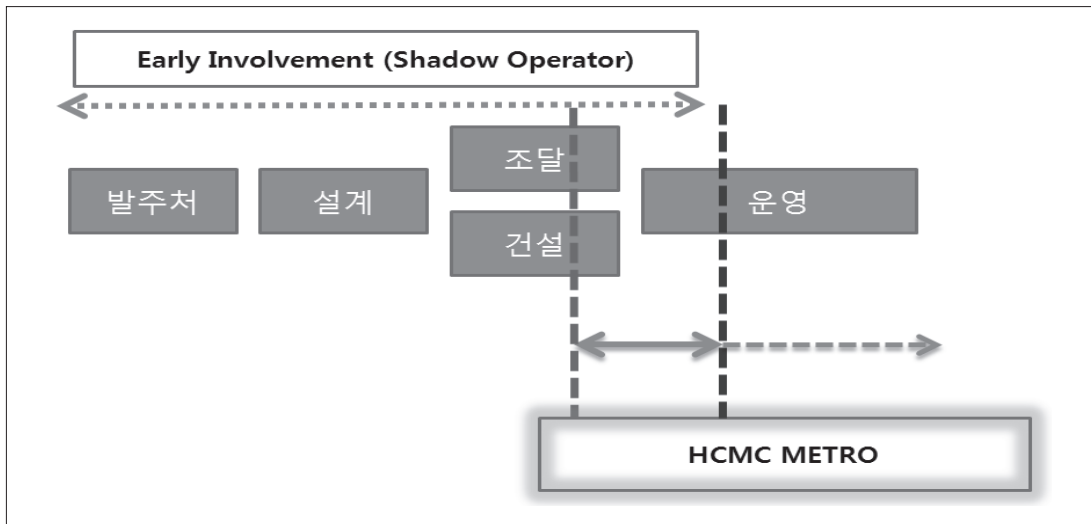 Early Involvement (Shadow Operator)
발주처
설계
조달
건설
운영
HCMC METRO